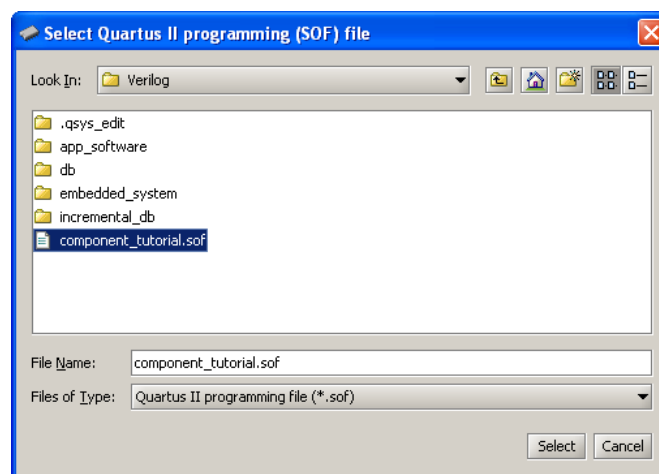 Select Quartus II programming (SOF) file
Look In: Verilog
.qsys_edit
app_software
db
embedded_system
incremental_db
component_tutorial.sof
File Name: component_tutorial.sof
Files of Type: Quartus II programming file (*.sof)
Select Cancel